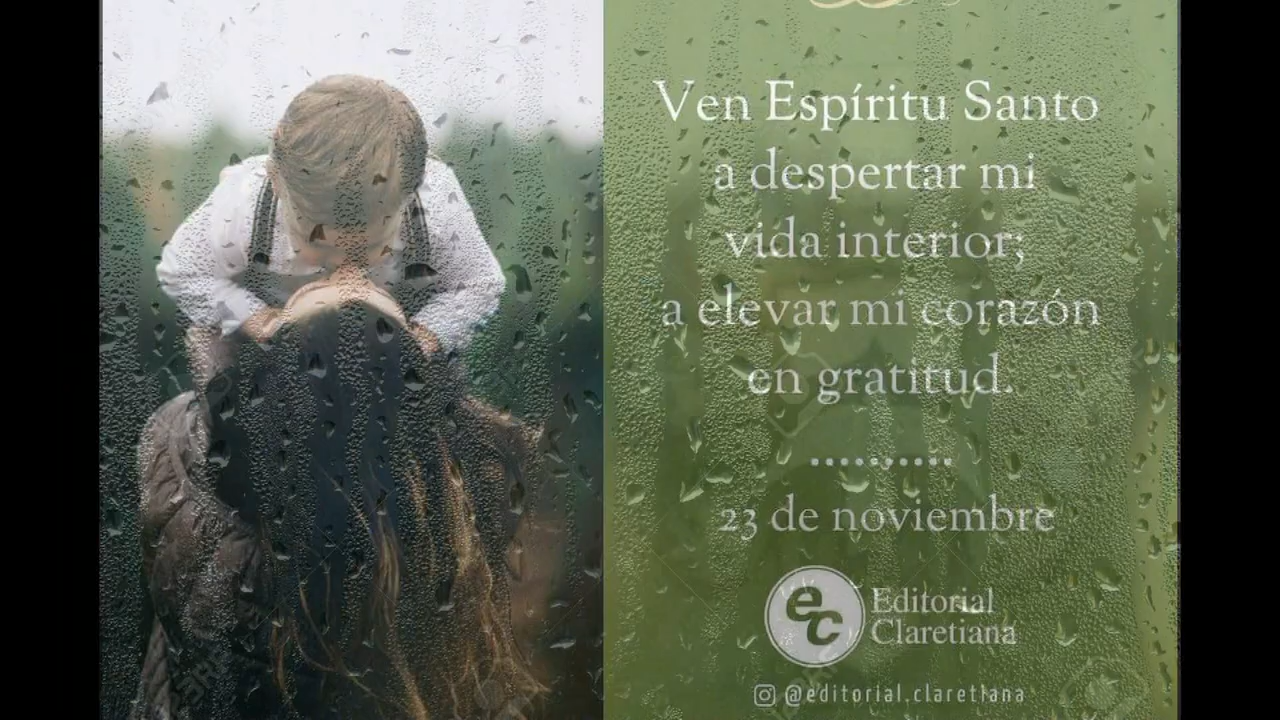 Ven Espíritu Santo
a despertar mi
vida interior;
a elevar mi corazón
en gratitud.
..........
23 de noviembre
ec
Editorial
Claretiana
@editorial.claretiana